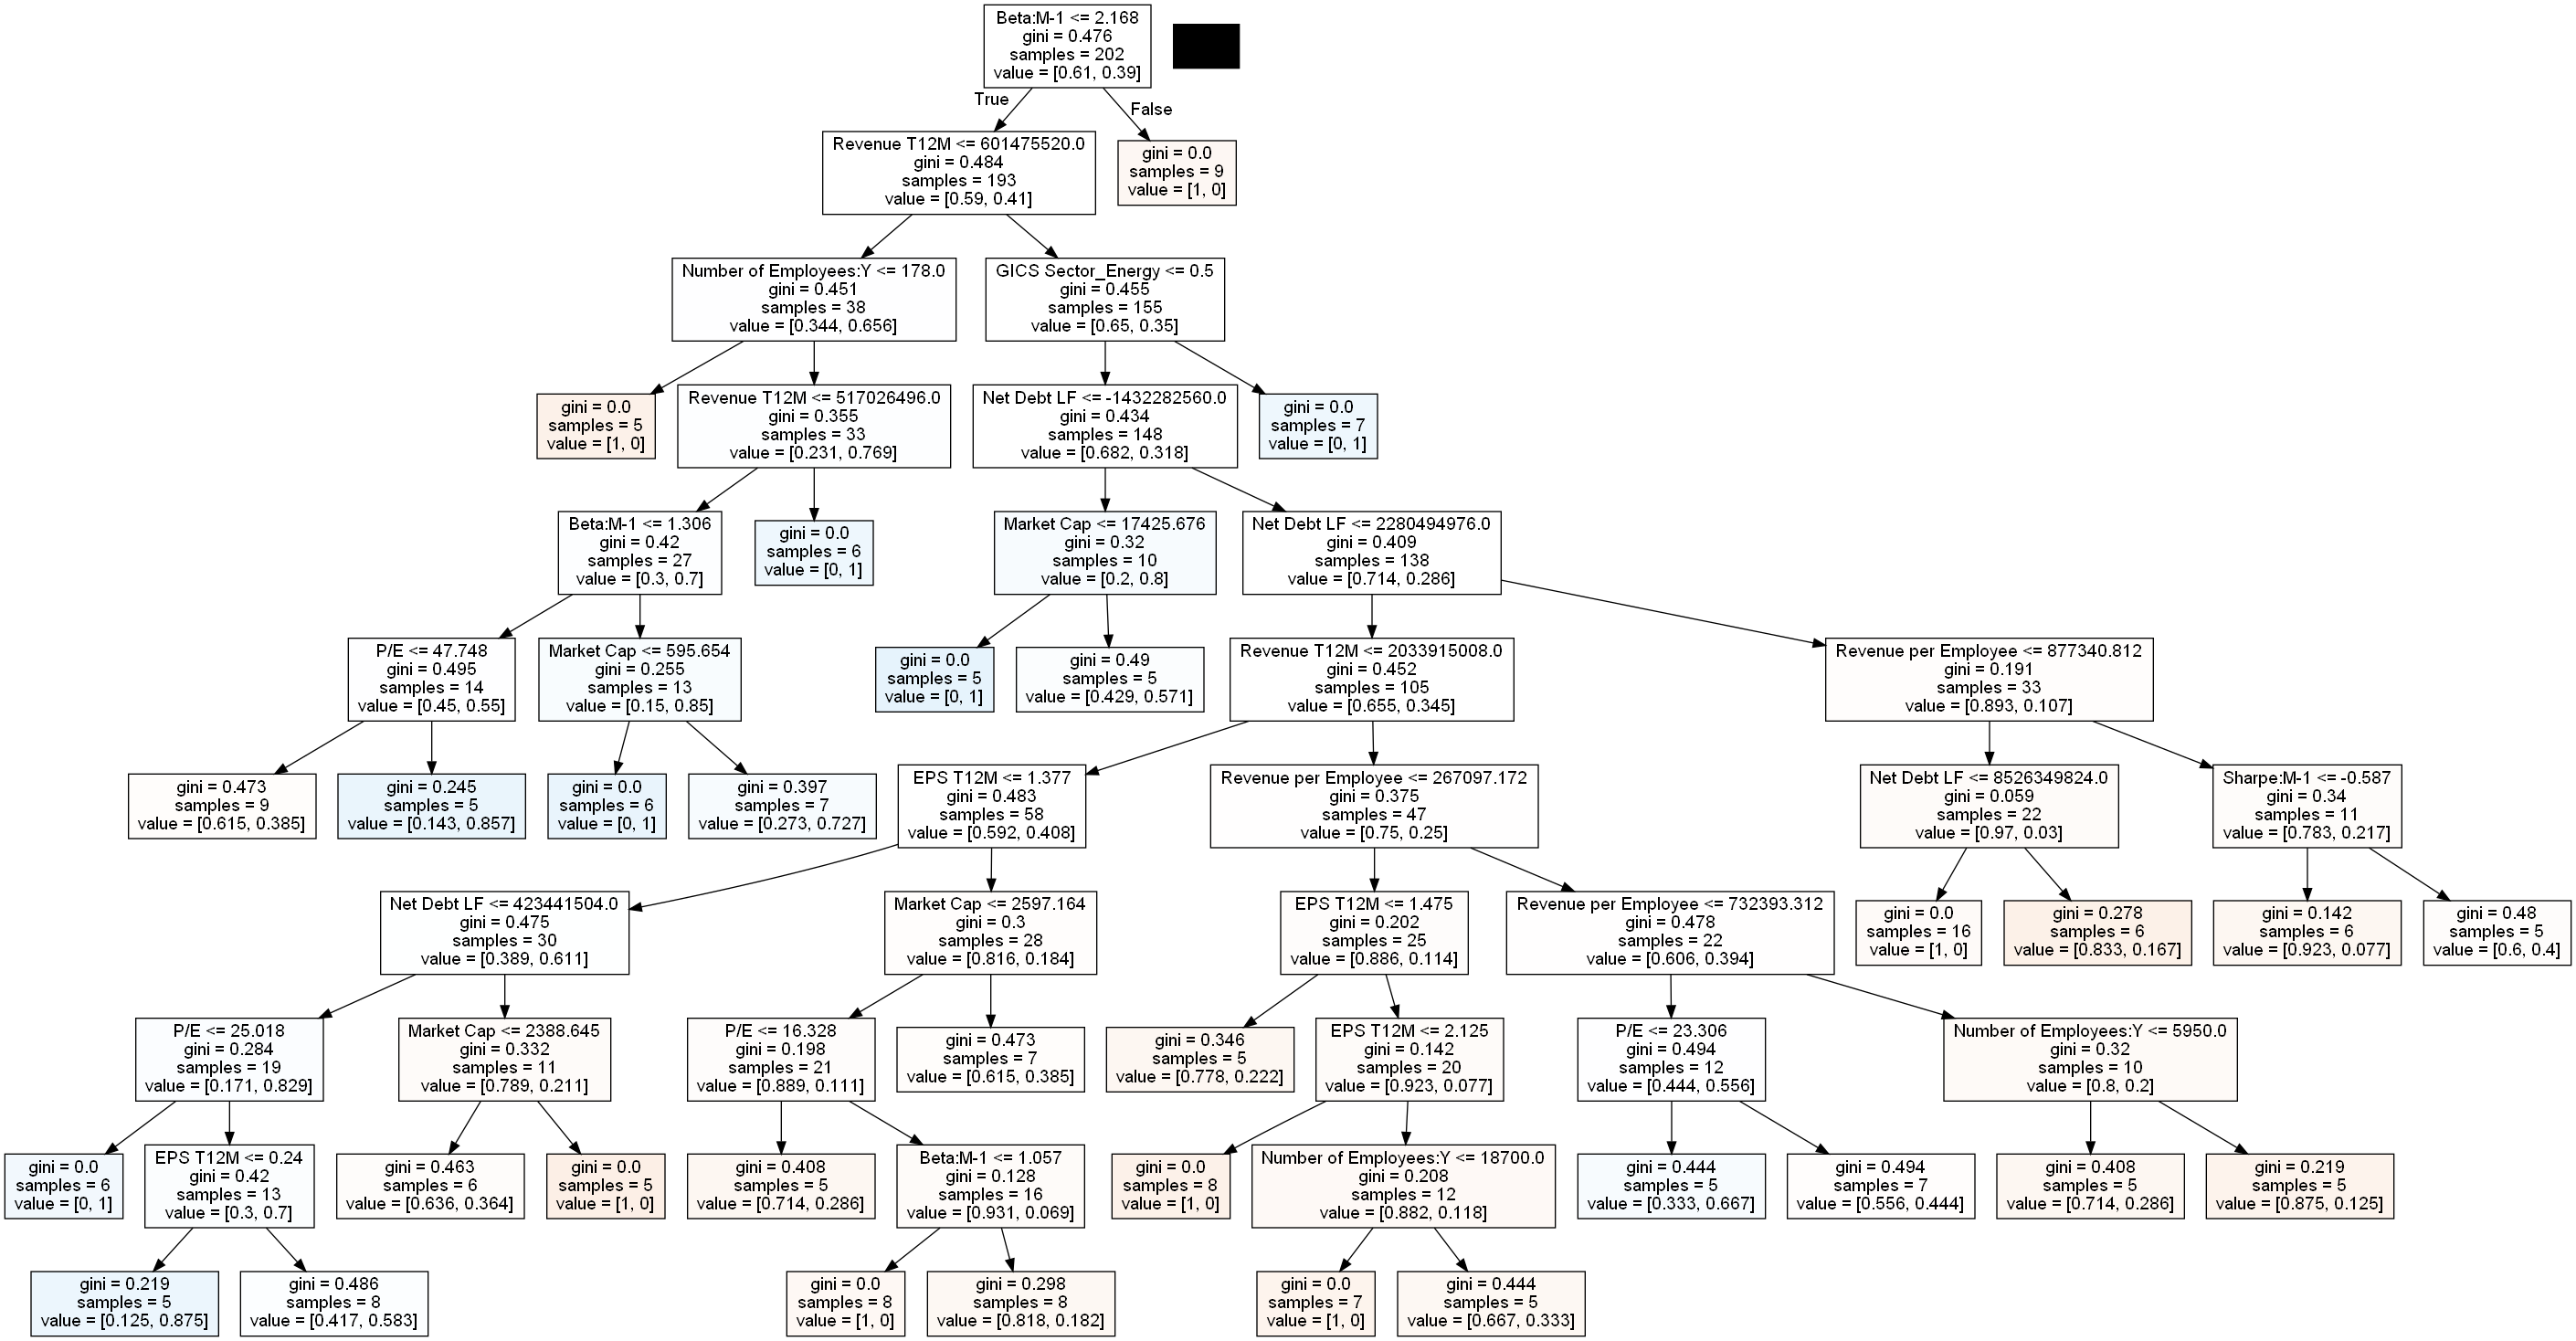 Beta:M-1 <= 2.168
gini = 0.476
samples = 202
value = [0.61, 0.39]
True
False
Revenue T12M <= 601475520.0
gini = 0.484
samples = 193
value = [0.59, 0.41]
gini = 0.0
samples = 9
value = [1, 0]
Number of Employees:Y <= 178.0
gini = 0.451
samples = 38
value = [0.344, 0.656]
GICS Sector_Energy <= 0.5
gini = 0.455
samples = 155
value = [0.65, 0.35]
gini = 0.0
samples = 5
value = [1, 0]
Revenue T12M <= 517026496.0
gini = 0.355
samples = 33
value = [0.231, 0.769]
Net Debt LF <= -1432282560.0
gini = 0.434
samples = 148
value = [0.682, 0.318]
gini = 0.0
samples = 7
value = [0, 1]
Beta:M-1 <= 1.306
gini = 0.42
samples = 27
value = [0.3, 0.7]
gini = 0.0
samples = 6
value = [0, 1]
Market Cap <= 17425.676
gini = 0.32
samples = 10
value = [0.2, 0.8]
Net Debt LF <= 2280494976.0
gini = 0.409
samples = 138
value = [0.714, 0.286]
P/E <= 47.748
gini = 0.495
samples = 14
value = [0.45, 0.55]
Market Cap <= 595.654
gini = 0.255
samples = 13
value = [0.15, 0.85]
gini = 0.0
samples = 5
value = [0, 1]
gini = 0.49
samples = 5
value = [0.429, 0.571]
Revenue T12M <= 2033915008.0
gini = 0.452
samples = 105
value = [0.655, 0.345]
Revenue per Employee <= 877340.812
gini = 0.191
samples = 33
value = [0.893, 0.107]
gini = 0.473
samples = 9
value = [0.615, 0.385]
gini = 0.245
samples = 5
value = [0.143, 0.857]
gini = 0.0
samples = 6
value = [0, 1]
gini = 0.397
samples = 7
value = [0.273, 0.727]
EPS T12M <= 1.377
gini = 0.483
samples = 58
value = [0.592, 0.408]
Revenue per Employee <= 267097.172
gini = 0.375
samples = 47
value = [0.75, 0.25]
Net Debt LF <= 8526349824.0
gini = 0.059
samples = 22
value = [0.97, 0.03]
Sharpe:M-1 <= -0.587
gini = 0.34
samples = 11
value = [0.783, 0.217]
Net Debt LF <= 423441504.0
gini = 0.475
samples = 30
value = [0.389, 0.611]
Market Cap <= 2597.164
gini = 0.3
samples = 28
value = [0.816, 0.184]
EPS T12M <= 1.475
gini = 0.202
samples = 25
value = [0.886, 0.114]
Revenue per Employee <= 732393.312
gini = 0.478
samples = 22
value = [0.606, 0.394]
gini = 0.0
samples = 16
value = [1, 0]
gini = 0.278
samples = 6
value = [0.833, 0.167]
gini = 0.142
samples = 6
value = [0.923, 0.077]
gini = 0.48
samples = 5
value = [0.6, 0.4]
P/E <= 25.018
gini = 0.284
samples = 19
value = [0.171, 0.829]
Market Cap <= 2388.645
gini = 0.332
samples = 11
value = [0.789, 0.211]
P/E <= 16.328
gini = 0.198
samples = 21
value = [0.889, 0.111]
gini = 0.473
samples = 7
value = [0.615, 0.385]
gini = 0.346
samples = 5
value = [0.778, 0.222]
EPS T12M <= 2.125
gini = 0.142
samples = 20
value = [0.923, 0.077]
P/E <= 23.306
gini = 0.494
samples = 12
value = [0.444, 0.556]
Number of Employees:Y <= 5950.0
gini = 0.32
samples = 10
value = [0.8, 0.2]
gini = 0.0
samples = 6
value = [0, 1]
EPS T12M <= 0.24
gini = 0.42
samples = 13
value = [0.3, 0.7]
gini = 0.463
samples = 6
value = [0.636, 0.364]
gini = 0.0
samples = 5
value = [1, 0]
gini = 0.408
samples = 5
value = [0.714, 0.286]
Beta:M-1 <= 1.057
gini = 0.128
samples = 16
value = [0.931, 0.069]
gini = 0.0
samples = 8
value = [1, 0]
Number of Employees:Y <= 18700.0
gini = 0.208
samples = 12
value = [0.882, 0.118]
gini = 0.444
samples = 5
value = [0.333, 0.667]
gini = 0.494
samples = 7
value = [0.556, 0.444]
gini = 0.408
samples = 5
value = [0.714, 0.286]
gini = 0.219
samples = 5
value = [0.875, 0.125]
gini = 0.219
samples = 5
value = [0.125, 0.875]
gini = 0.486
samples = 8
value = [0.417, 0.583]
gini = 0.0
samples = 8
value = [1, 0]
gini = 0.298
samples = 8
value = [0.818, 0.182]
gini = 0.0
samples = 7
value = [1, 0]
gini = 0.444
samples = 5
value = [0.667, 0.333]